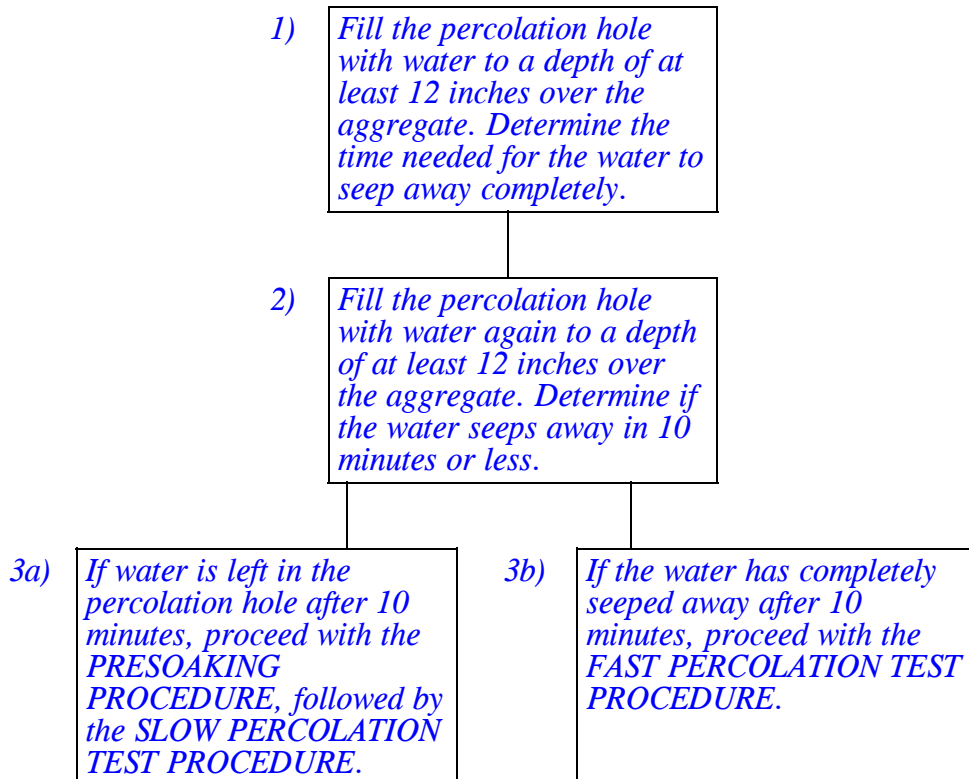 1) Fill the percolation hole
with water to a depth of at
least 12 inches over the
aggregate. Determine the
time needed for the water to
seep away completely.
2) Fill the percolation hole
with water again to a depth
of at least 12 inches over
the aggregate. Determine if
the water seeps away in 10
minutes or less.
3a) If water is left in the
percolation hole after 10
minutes, proceed with the
PRESOAKING
PROCEDURE, followed by
the SLOW PERCOLATION
TEST PROCEDURE.
3b) If the water has completely
seeped away after 10
minutes, proceed with the
FAST PERCOLATION TEST
PROCEDURE.